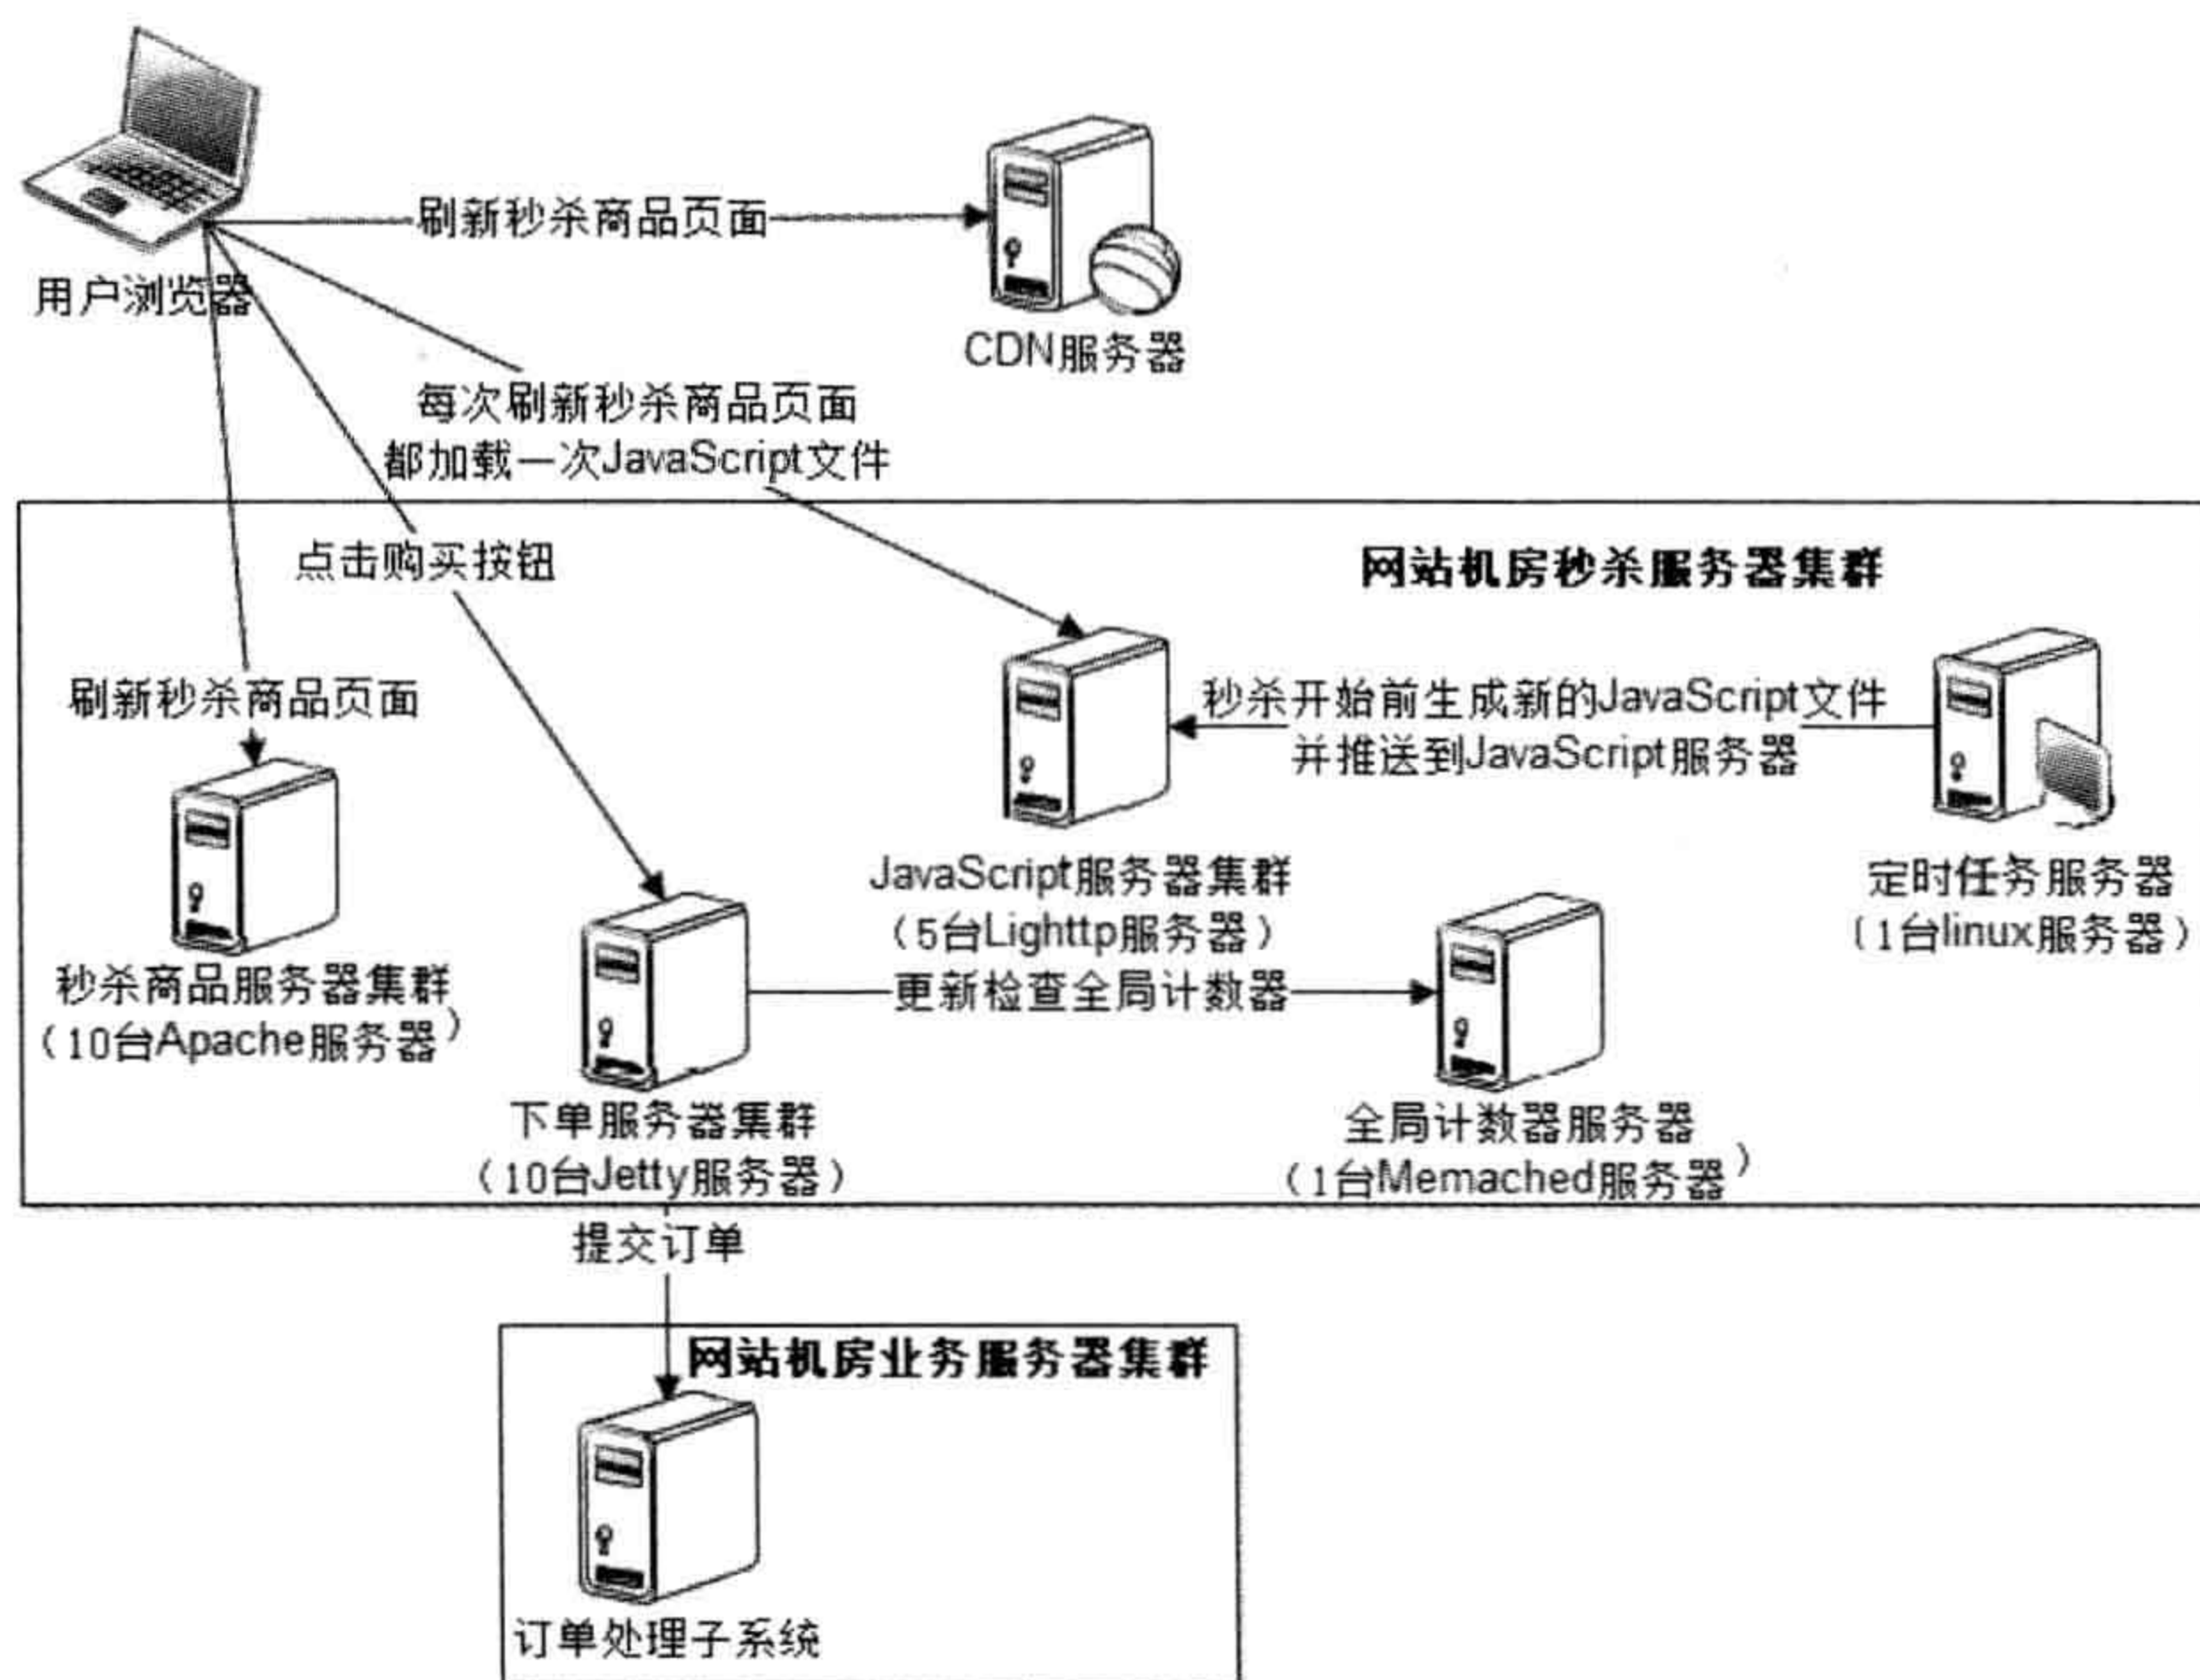 刷新秒杀商品页面
用户浏览器
CDN服务器
每次刷新秒杀商品页面
都加载一次JavaScript文件
点击购买按钮
网站机房秒杀服务器集群
刷新秒杀商品页面
秒杀开始前生成新的JavaScript文件
并推送到JavaScript服务器
JavaScript服务器集群
（5台Lighttp服务器）
定时任务服务器
（1台linux服务器）
秒杀商品服务器集群
（10台Apache服务器）
更新检查全局计数器
下单服务器集群
（10台Jetty服务器）
全局计数器服务器
（1台Memached服务器）
提交订单
网站机房业务服务器集群
订单处理子系统